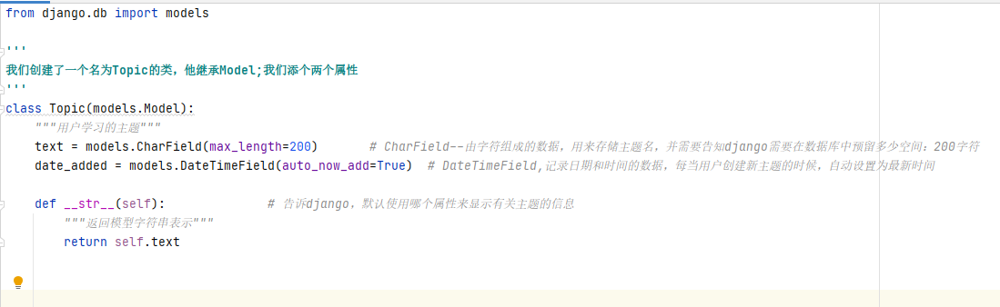 from django.db import models
'''
我们创建了一个名为Topic的类，他继承Model;我们添个两个属性
'''
class Topic(models.Model):
    """用户学习的主题"""
    text = models.CharField(max_length=200)       # CharField--由字符组成的数据，用来存储主题名，并需要告知django需要在数据库中预留多少空间：200字符
    date_added = models.DateTimeField(auto_now_add=True)  # DateTimeField,记录日期和时间的数据，每当用户创建新主题的时候，自动设置为最新时间
    def __str__(self):              # 告诉django，默认使用哪个属性来显示有关主题的信息
        """返回模型字符串表示"""
        return self.text